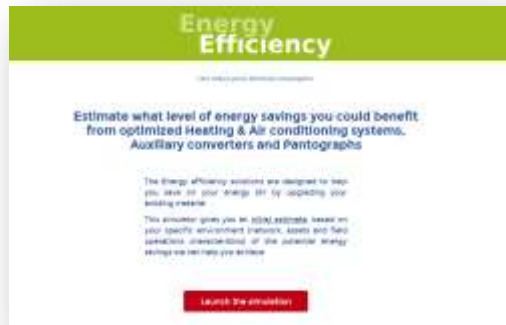 Energy
Efficiency
Estimate what level of energy savings you could benefit
from optimized Heating & Air conditioning systems,
Auxiliary converters and Pantographs
The Energy efficiency solutions are designed to help
you save on your energy bill by upgrading your
existing material
This simulator gives you an initial estimate, based on
your specific environment (network, assets and field
operations characteristics) of the potential energy
savings we can help you achieve
Launch the simulation